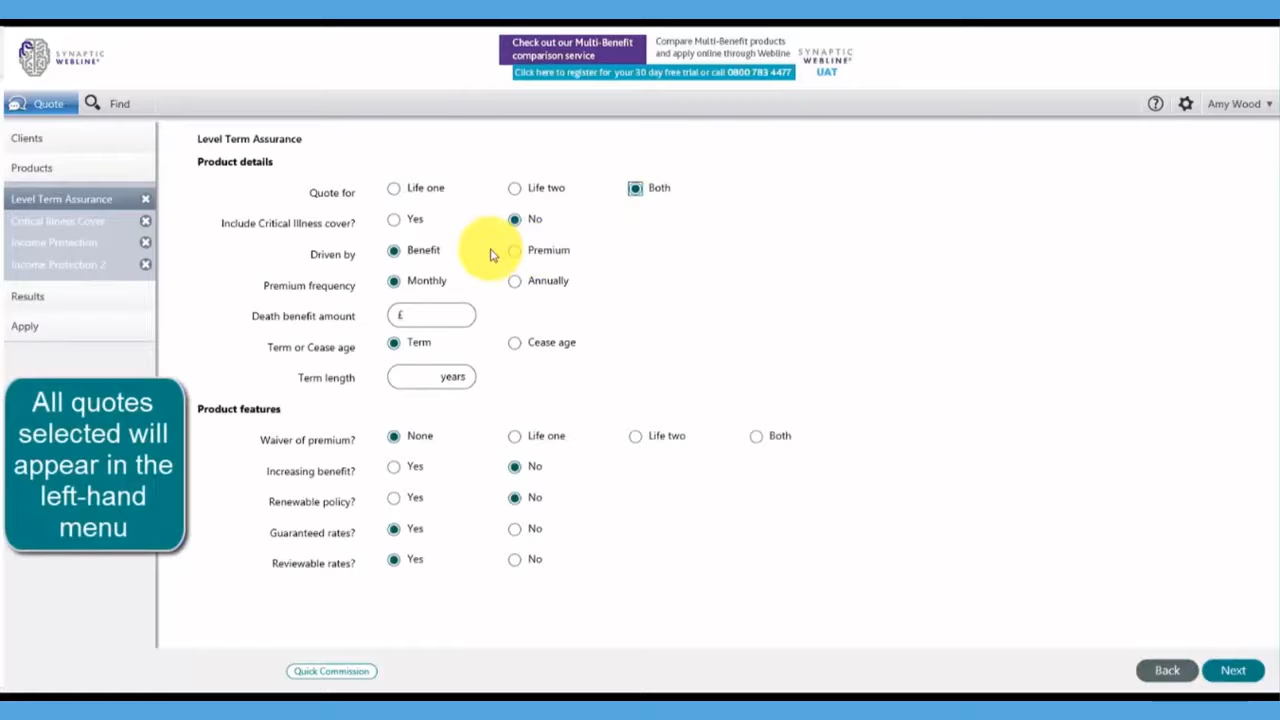 SYNAPTIC
WEBLINE®
Check out our Multi-Benefit
comparison service
Compare Multi-Benefit products
and apply online through Webline
Click here to register for your 30 day free trial or call 0800 783 4477
SYNAPTIC
WEBLINE®
UAT
Quote
Find
Amy Wood
Clients
Products
Level Term Assurance
Critical Illness Cover
Income Protection
Income Protection 2
Results
Apply
All quotes
selected will
appear in the
left-hand
menu
Level Term Assurance
Product details
Quote for Life one Life two Both
Include Critical Illness cover? Yes No
Driven by Benefit Premium
Premium frequency Monthly Annually
Death benefit amount £
Term or Cease age Term Cease age
Term length years
Product features
Waiver of premium? None Life one Life two Both
Increasing benefit? Yes No
Renewable policy? Yes No
Guaranteed rates? Yes No
Reviewable rates? Yes No
Quick Commission
Back
Next